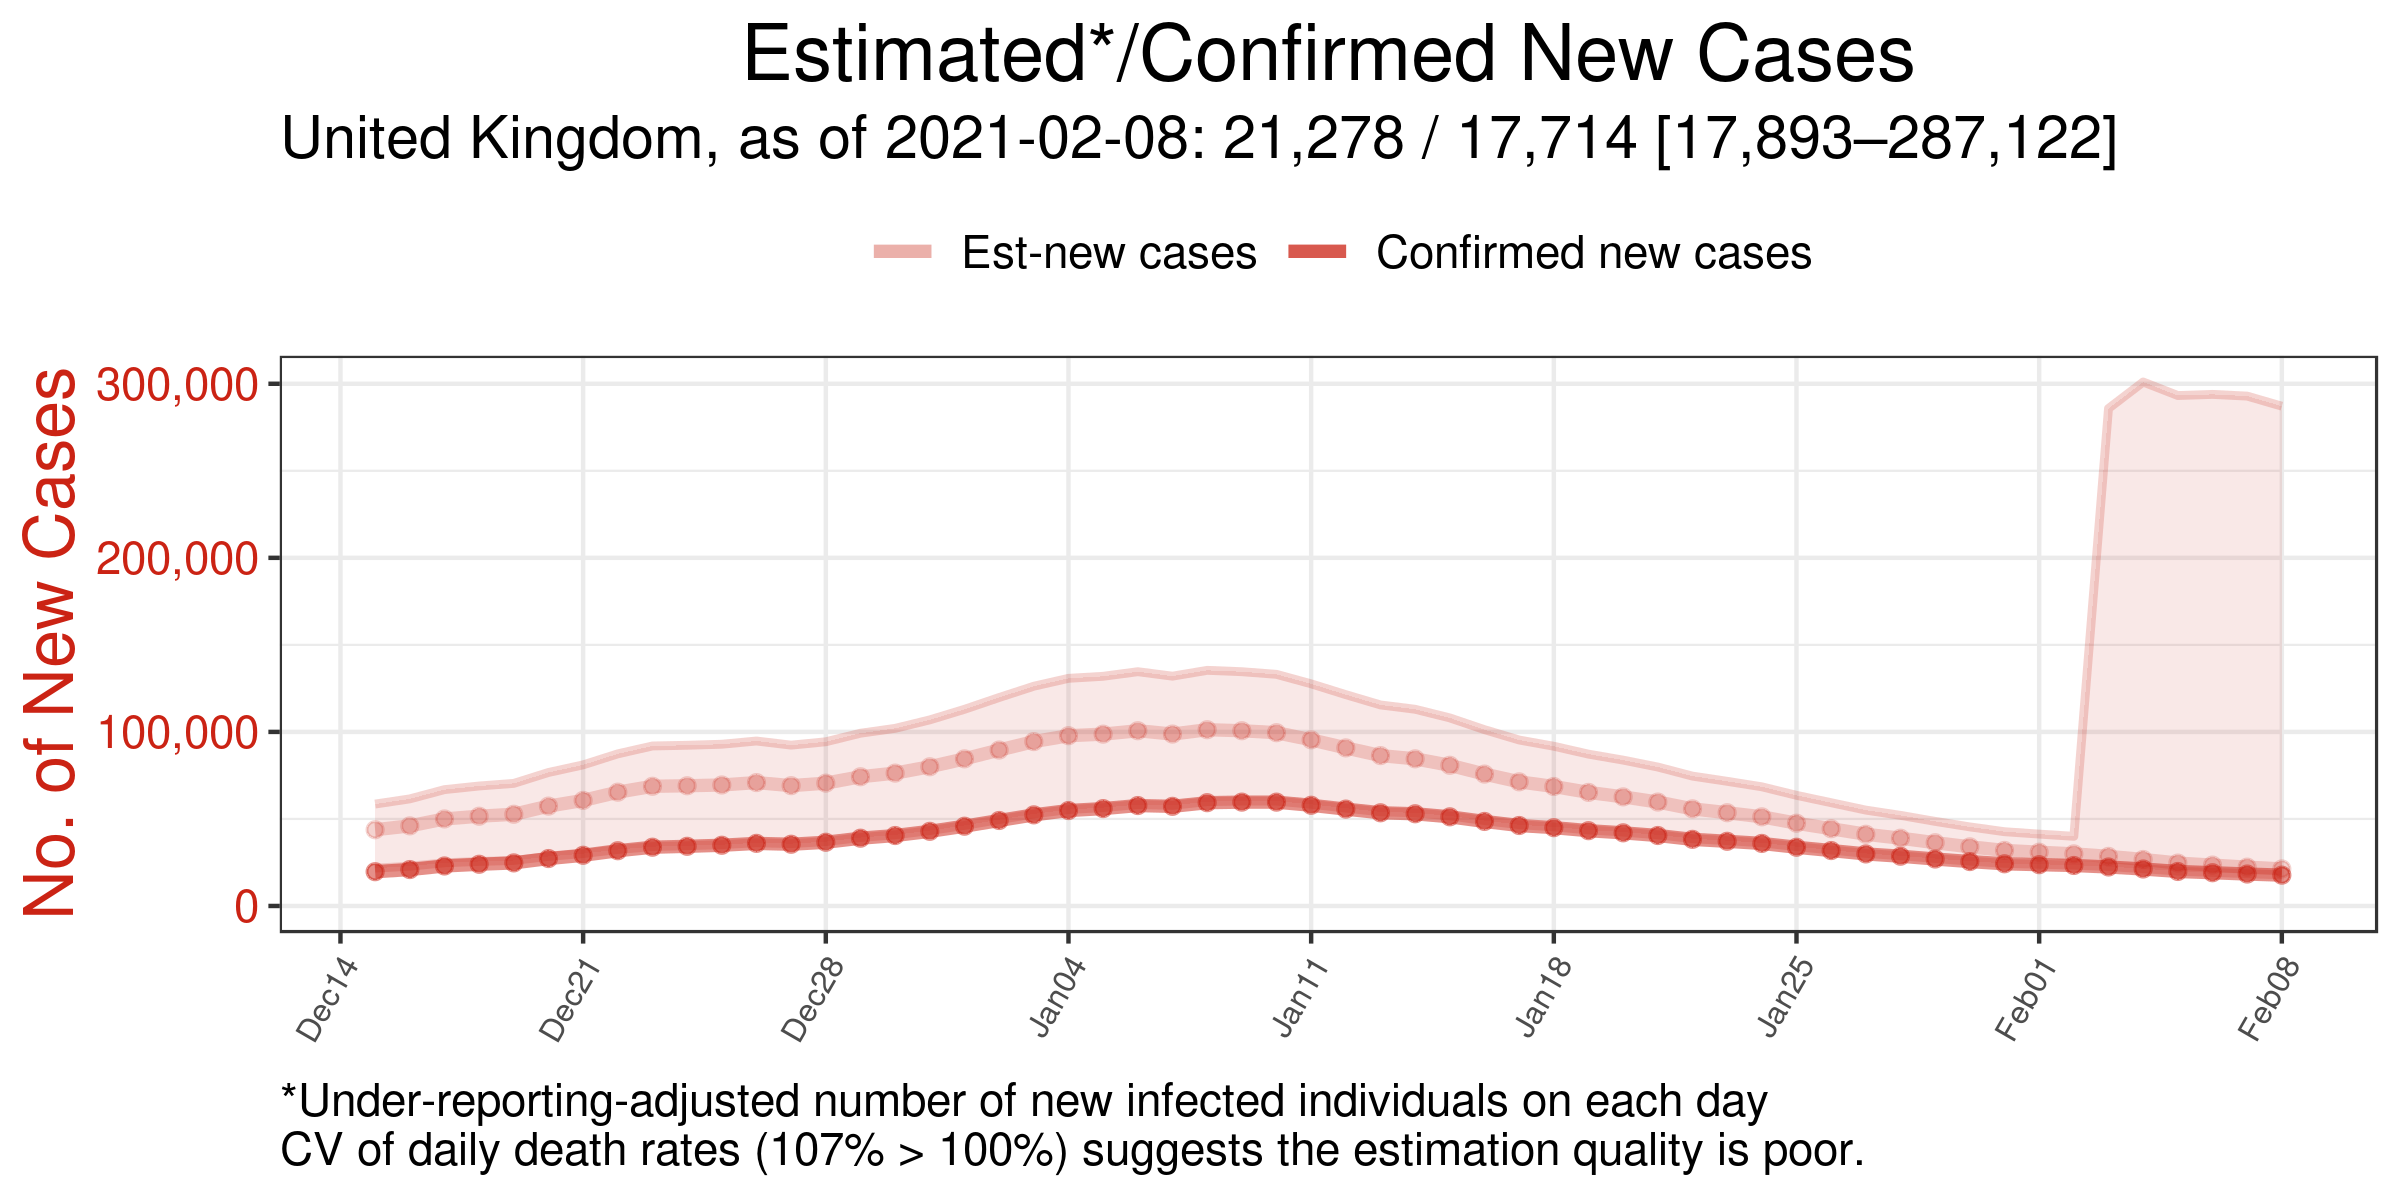 Estimated*/Confirmed New Cases
United Kingdom, as of 2021-02-08: 21,278 / 17,714 [17,893–287,122]
Est-new cases
Confirmed new cases
No. of New Cases
300,000
200,000
100,000
0
Dec14
Dec21
Dec28
Jan04
Jan11
Jan18
Jan25
Feb01
Feb08
*Under-reporting-adjusted number of new infected individuals on each day
CV of daily death rates (107% > 100%) suggests the estimation quality is poor.